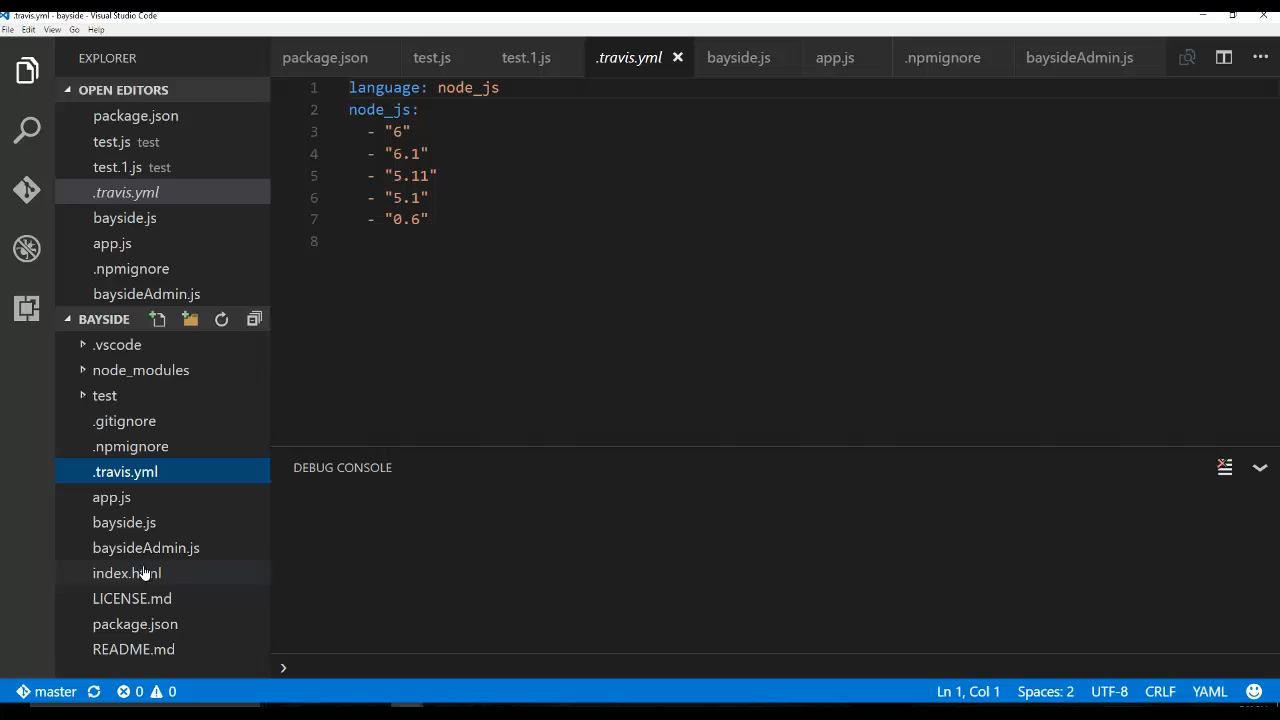 .travis.yml - bayside - Visual Studio Code
File Edit View Go Help
EXPLORER
OPEN EDITORS
package.json
test.js test
test.1.js test
.travis.yml
bayside.js
app.js
.npmignore
baysideAdmin.js
BAYSIDE
.vscode
node_modules
test
.gitignore
.npmignore
.travis.yml
app.js
bayside.js
baysideAdmin.js
index.html
LICENSE.md
package.json
README.md
package.json test.js test.1.js .travis.yml bayside.js app.js .npmignore baysideAdmin.js
1 language: node_js
2 node_js:
3 - "6"
4 - "6.1"
5 - "5.11"
6 - "5.1"
7 - "0.6"
8
DEBUG CONSOLE
master 0 0 Ln 1, Col 1 Spaces: 2 UTF-8 CRLF YAML